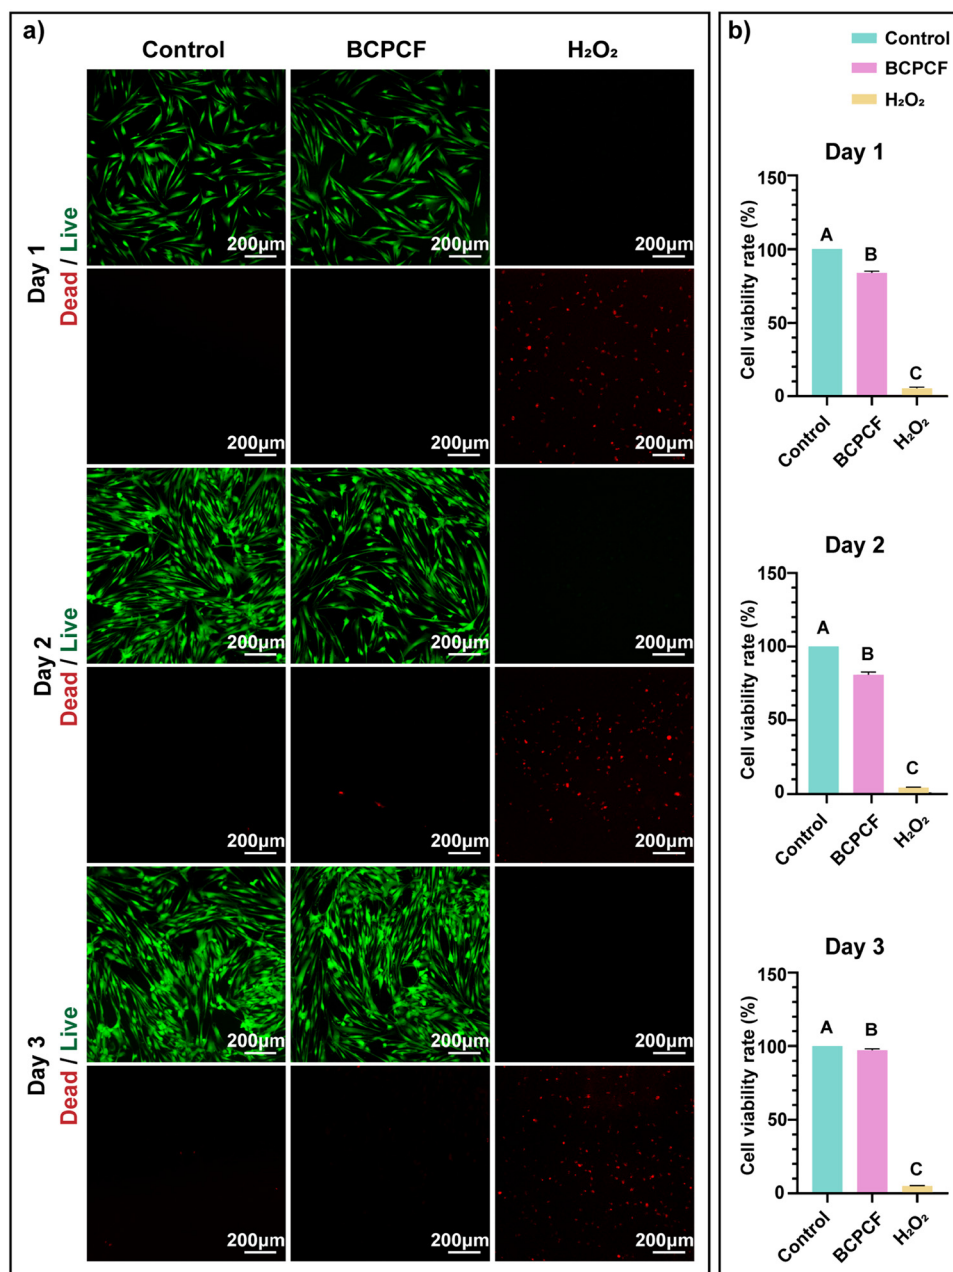 a)
Control BCPCF H₂O₂
Day 1
Dead / Live
200µm 200µm 200µm
200µm 200µm 200µm
Day 2
Dead / Live
200µm 200µm 200µm
200µm 200µm 200µm
Day 3
Dead / Live
200µm 200µm 200µm
200µm 200µm 200µm
b)
Control
BCPCF
H₂O₂
Day 1
Cell viability rate (%)
150
100
50
0
A
B
C
Control BCPCF H₂O₂
Day 2
Cell viability rate (%)
150
100
50
0
A
B
C
Control BCPCF H₂O₂
Day 3
Cell viability rate (%)
150
100
50
0
A
B
C
Control BCPCF H₂O₂